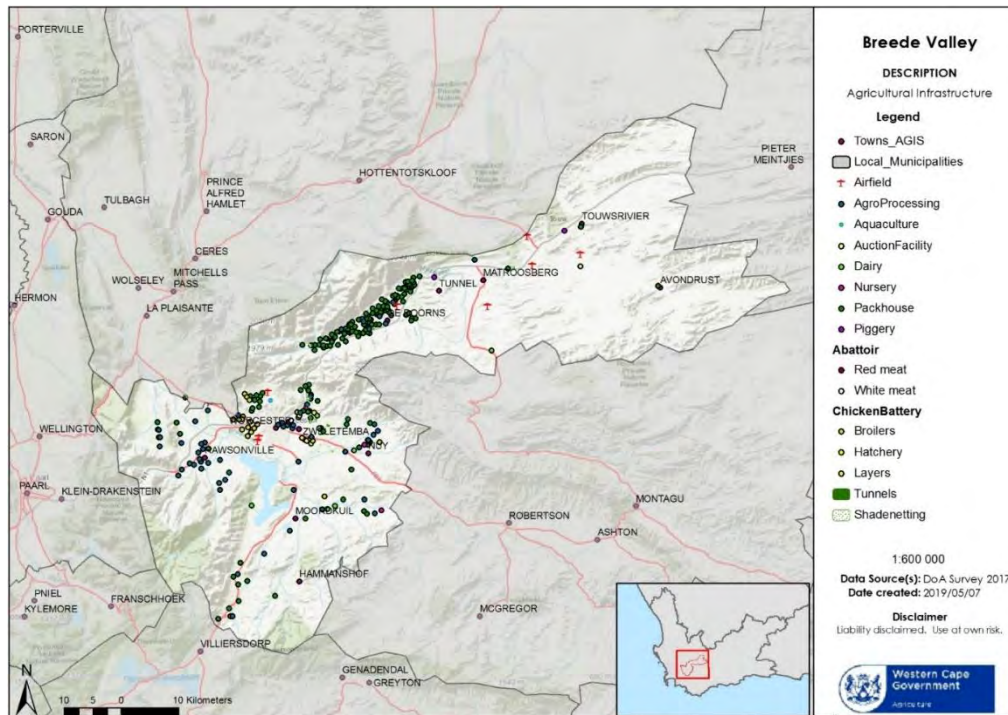 PORTERVILLE
SARON
PRINCE
ALFRED
HAMLET
HOTTENTOTSKLOOF
PIETER
MEINTJIES
TULBAGH
GOUDA
TOUWSRIVIER
CERES
MITCHELLS
PASS
WOLSELEY
MATROOSBERG
TUNNEL
AVONDRUST
HERMON
LA PLAISANTE
DOORNS
WELLINGTON
ZWELETEMBA
NUY
RAWSONVILLE
PAARL
KLEIN-DRAKENSTEIN
MOORDKUIL
MONTAGU
ROBERTSON
ASHTON
HAMMANSHOF
PNIEL
KYLEMORE
FRANSCHHOEK
MCGREGOR
VILLIERSDORP
GENADENDAL
GREYTON
N
10 5 0 10 Kilometers
Breede Valley
DESCRIPTION
Agricultural Infrastructure
Legend
Towns_AGIS
Local_Municipalities
Airfield
AgroProcessing
Aquaculture
AuctionFacility
Dairy
Nursery
Packhouse
Piggery
Abattoir
Red meat
White meat
ChickenBattery
Broilers
Hatchery
Layers
Tunnels
Shadenetting
1:600 000
Data Source(s): DoA Survey 2017
Date created: 2019/05/07
Disclaimer
Liability disclaimed. Use at own risk.
Western Cape
Government
Agriculture